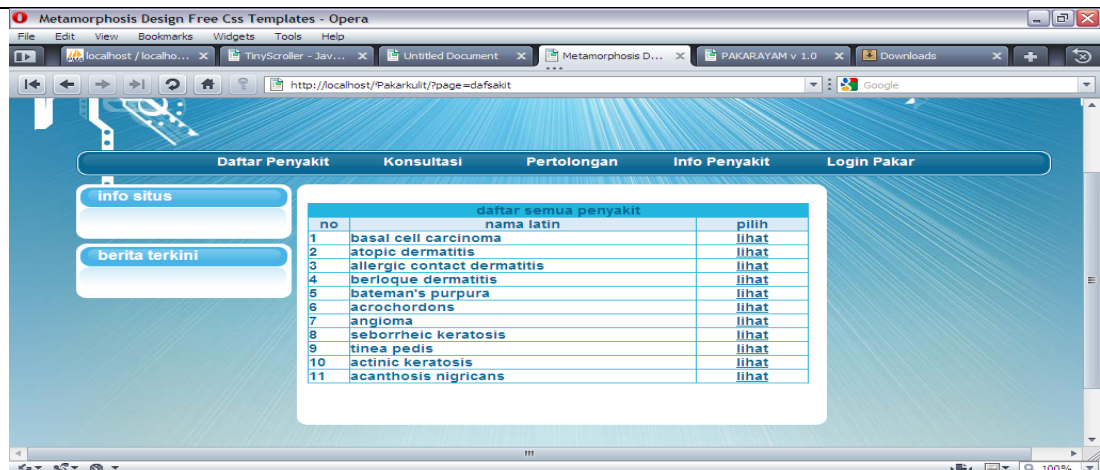 Metamorphosis Design Free Css Templates - Opera
File Edit View Bookmarks Widgets Tools Help
localhost / localho... TinyScroller - Jav... Untitled Document Metamorphosis D... PAKARAYAM v 1.0 Downloads
http://localhost/Pakarkulit/?page=dafsakit Google
Daftar Penyakit Konsultasi Pertolongan Info Penyakit Login Pakar
info situs
berita terkini
daftar semua penyakit
no nama latin pilih
1 basal cell carcinoma lihat
2 atopic dermatitis lihat
3 allergic contact dermatitis lihat
4 berloque dermatitis lihat
5 bateman's purpura lihat
6 acrochordons lihat
7 angioma lihat
8 seborrheic keratosis lihat
9 tinea pedis lihat
10 actinic keratosis lihat
11 acanthosis nigricans lihat
100%